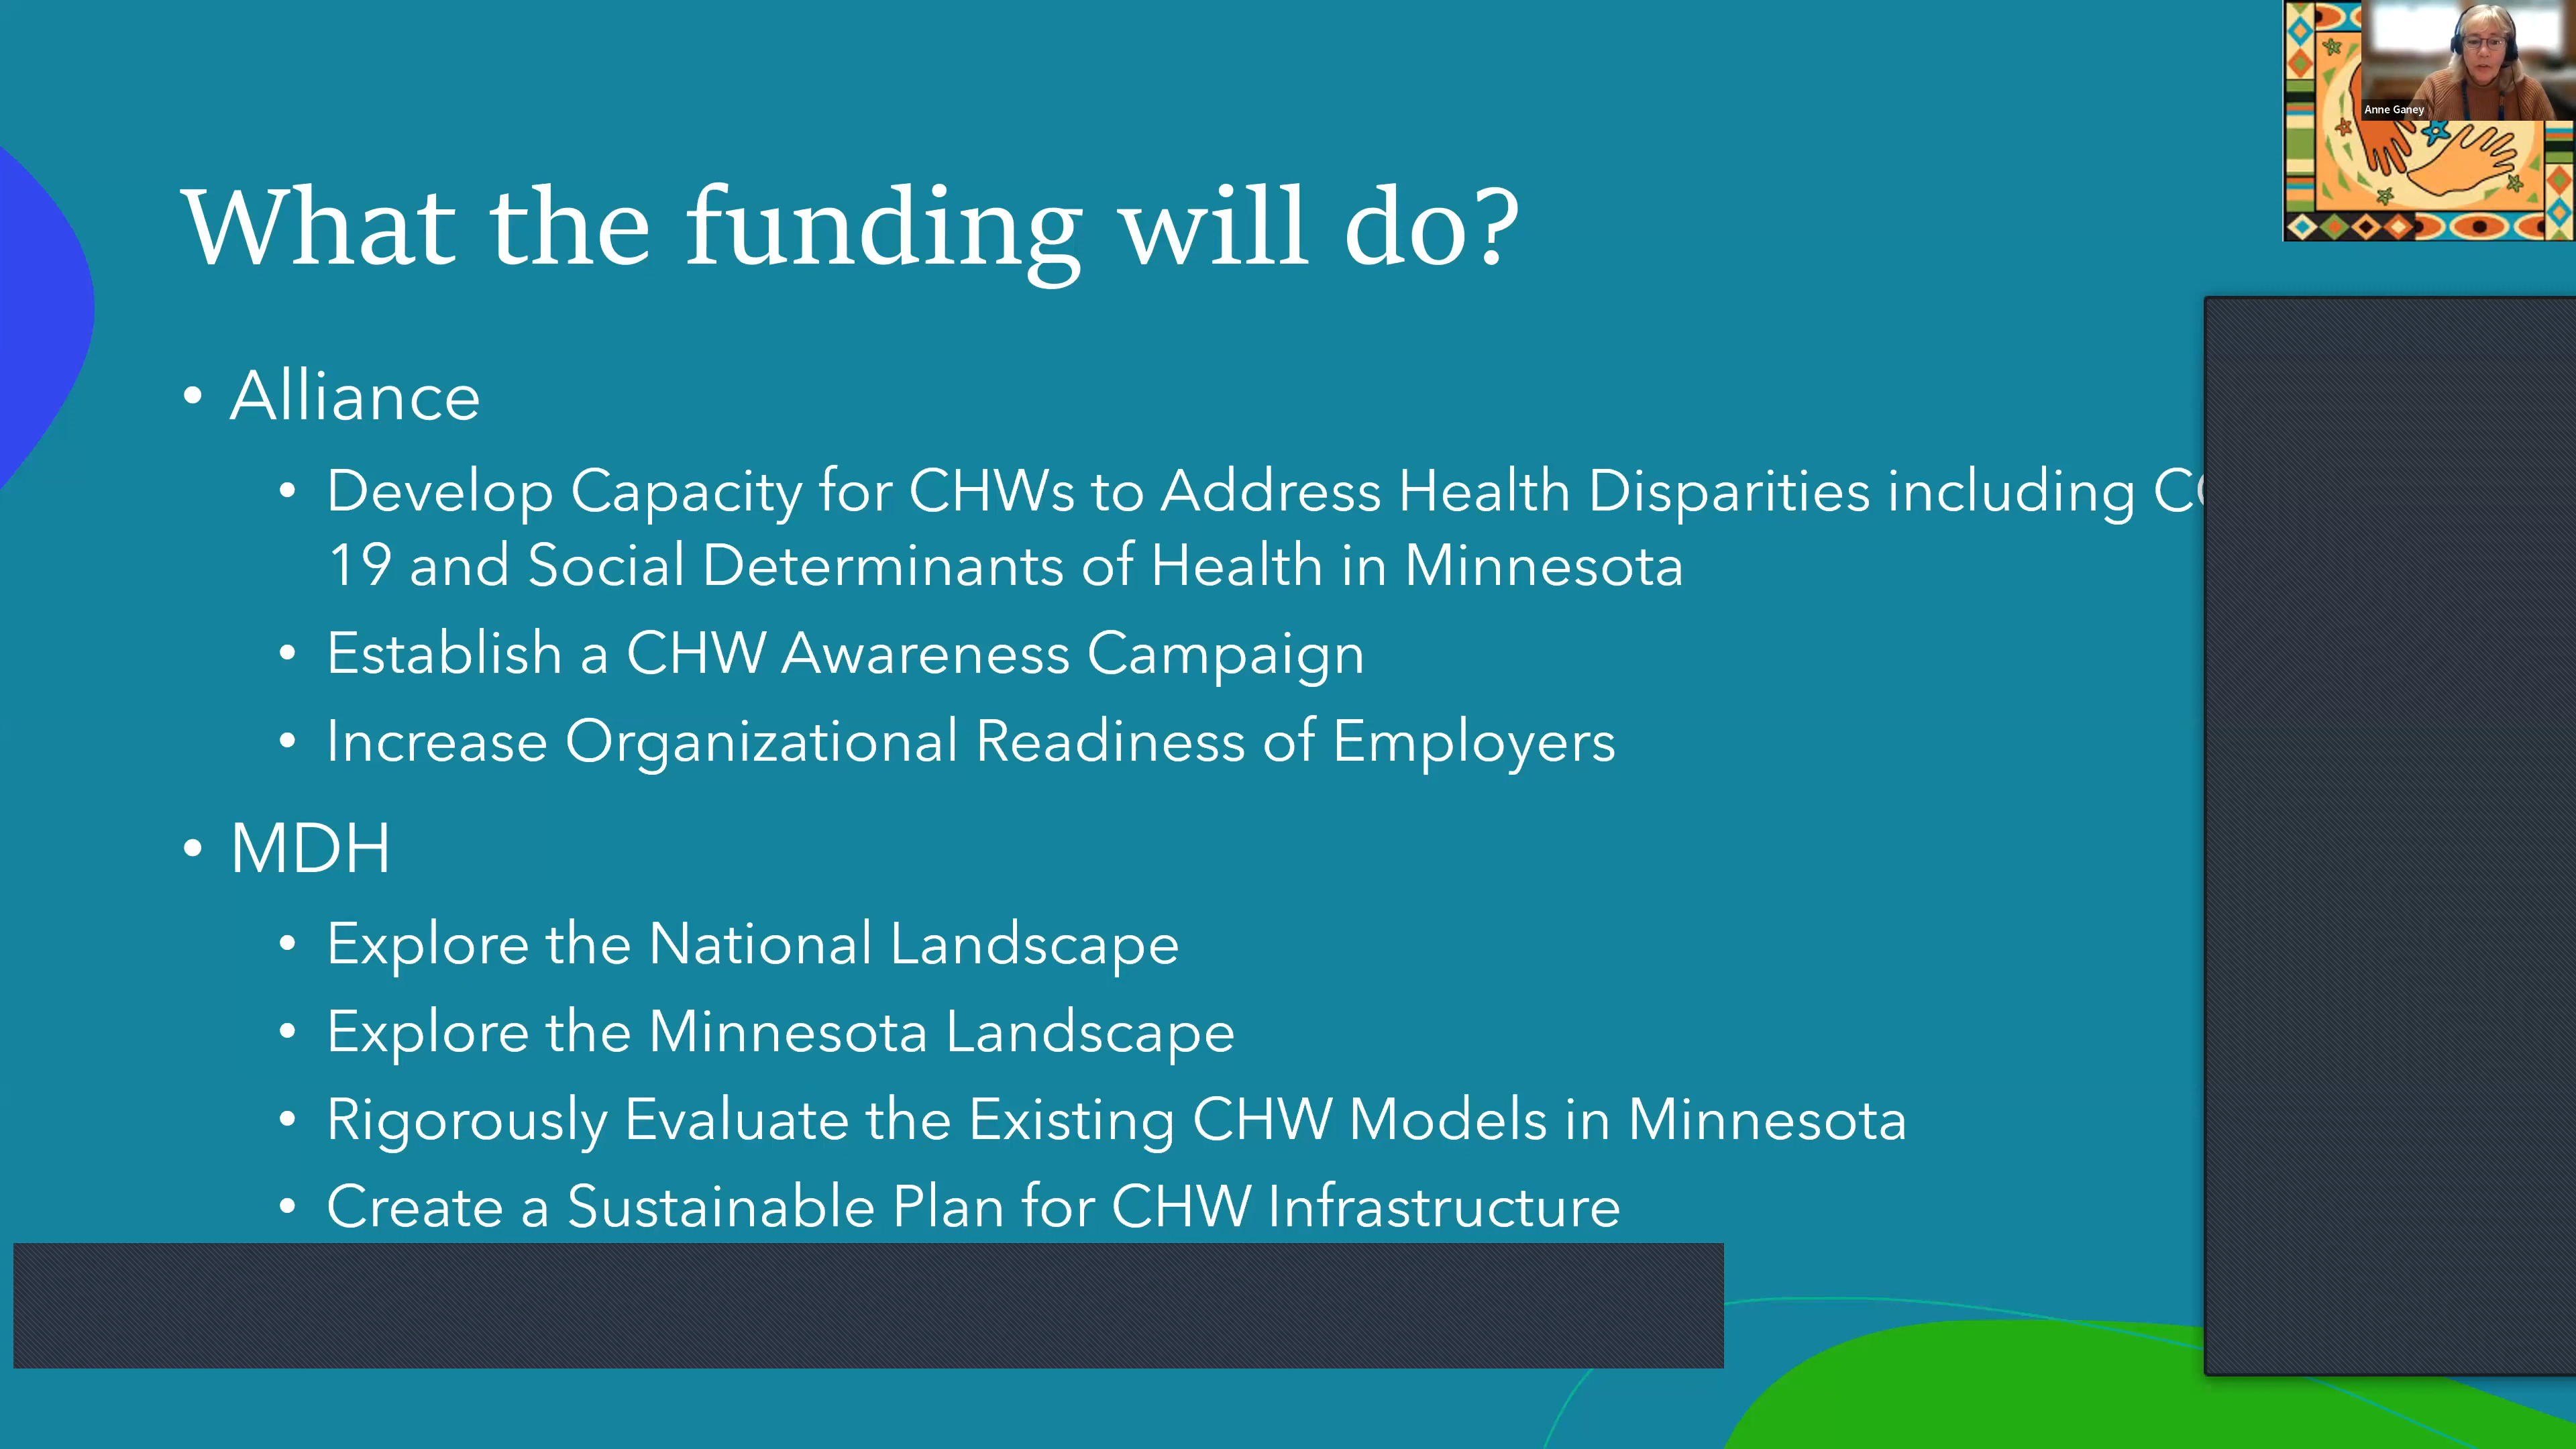 Anne Ganey
What the funding will do?
• Alliance
• Develop Capacity for CHWs to Address Health Disparities including
19 and Social Determinants of Health in Minnesota
• Establish a CHW Awareness Campaign
• Increase Organizational Readiness of Employers
• MDH
• Explore the National Landscape
• Explore the Minnesota Landscape
• Rigorously Evaluate the Existing CHW Models in Minnesota
• Create a Sustainable Plan for CHW Infrastructure